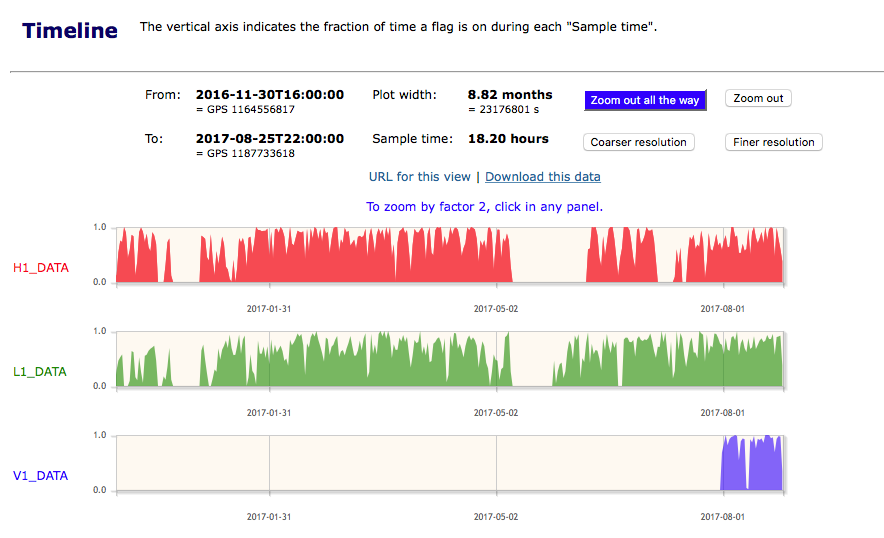 Timeline
The vertical axis indicates the fraction of time a flag is on during each "Sample time".
From: 2016-11-30T16:00:00 Plot width: 8.82 months Zoom out all the way Zoom out
= GPS 1164556817 = 23176801 s
To: 2017-08-25T22:00:00 Sample time: 18.20 hours Coarser resolution Finer resolution
= GPS 1187733618
URL for this view | Download this data
To zoom by factor 2, click in any panel.
1.0
H1_DATA
0.0
2017-01-31 2017-05-02 2017-08-01
1.0
L1_DATA
0.0
2017-01-31 2017-05-02 2017-08-01
1.0
V1_DATA
0.0
2017-01-31 2017-05-02 2017-08-01